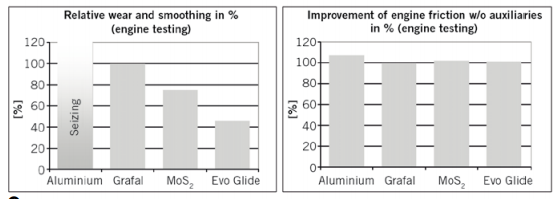 Relative wear and smoothing in %
(engine testing)
120
100
80
60
40
20
0
[%]
Seizing
Aluminium Grafal MoS₂ Evo Glide
Improvement of engine friction w/o auxiliaries
in % (engine testing)
120
100
80
60
40
20
0
[%]
Aluminium Grafal MoS₂ Evo Glide